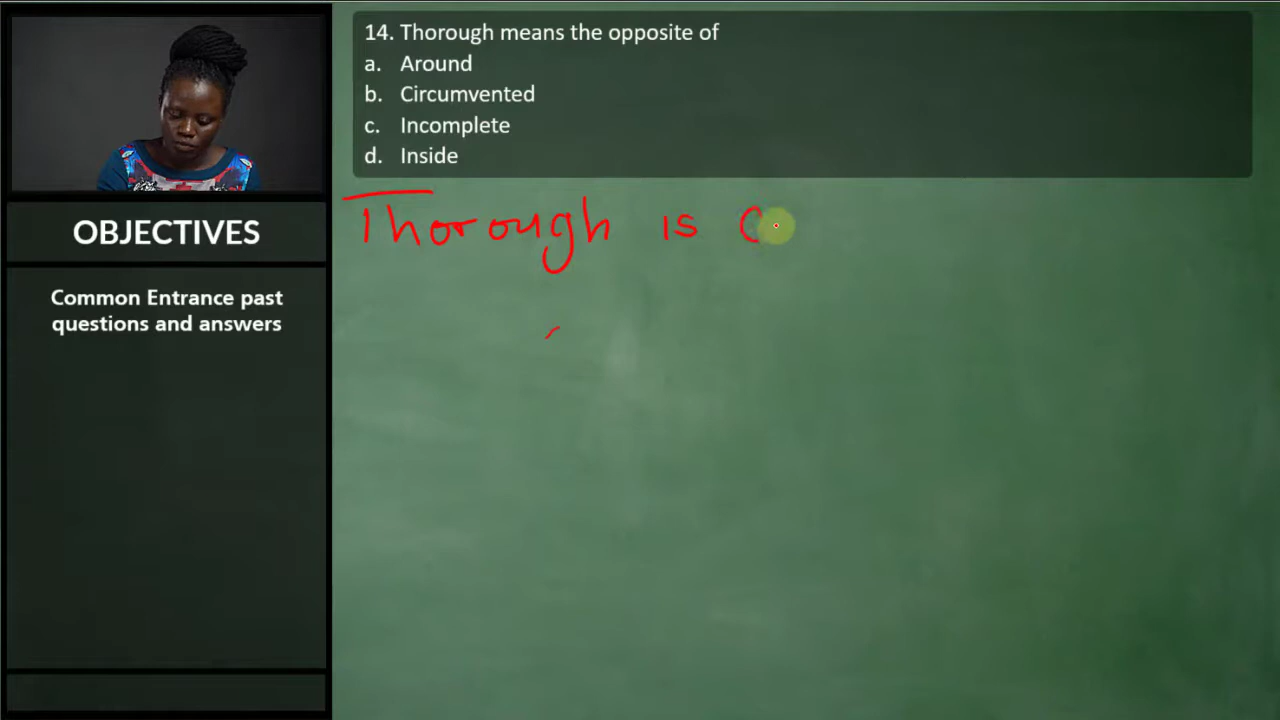 14. Thorough means the opposite of
a. Around
b. Circumvented
c. Incomplete
d. Inside
Thorough is C
OBJECTIVES
Common Entrance past
questions and answers